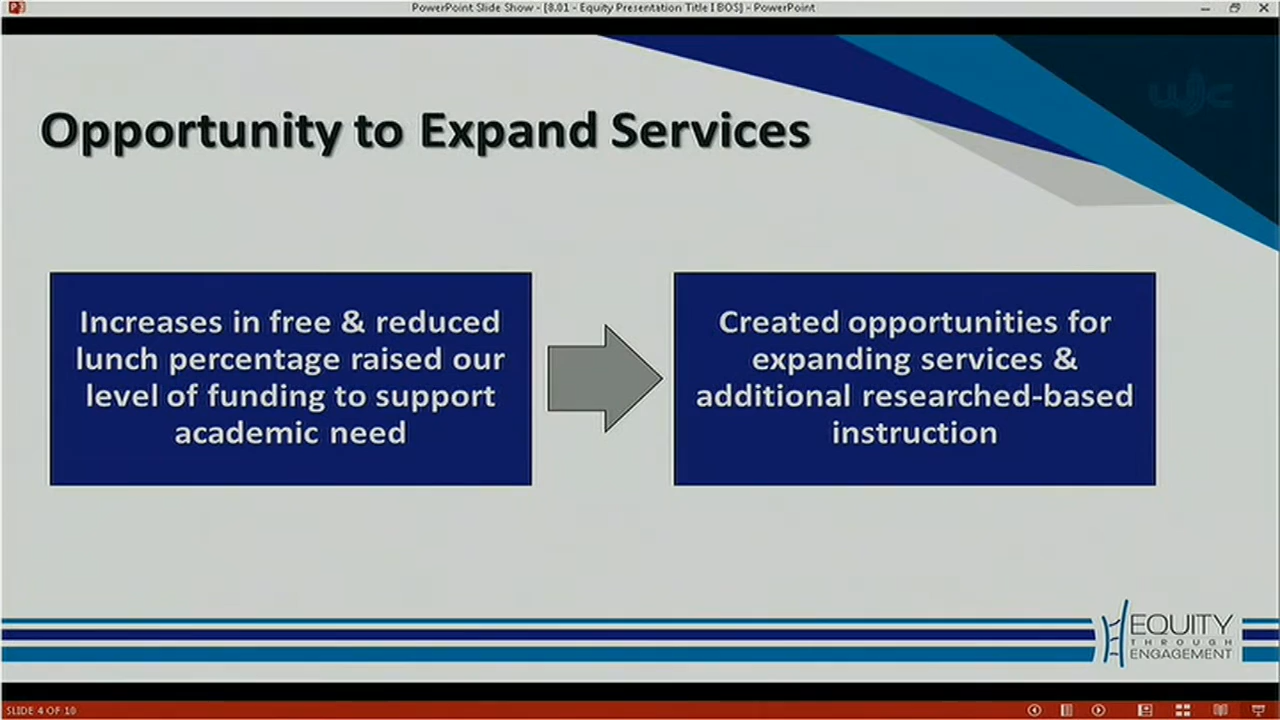 PowerPoint Slide Show - [8.01 - Equity Presentation Title I BOS] - PowerPoint
WJC
Opportunity to Expand Services
Increases in free & reduced
lunch percentage raised our
level of funding to support
academic need
Created opportunities for
expanding services &
additional researched-based
instruction
EQUITY
THROUGH
ENGAGEMENT
SLIDE 4 OF 10